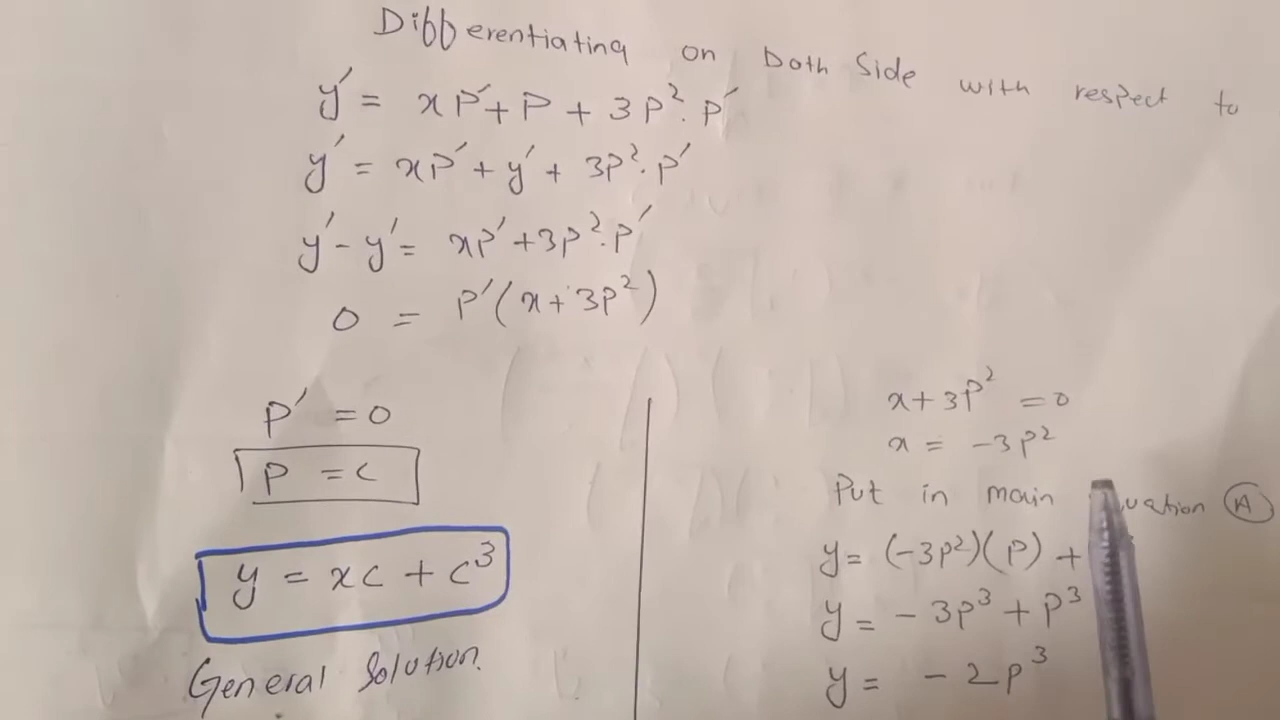 Differentiating on both Side with respect to
y′ = xP′ + P + 3P². P′
y′ = xP′ + y′ + 3P². P′
y′ - y′ = xP′ + 3P². P′
0 = P′(x + 3P²)
P′ = 0
P = c
y = xc + c³
General Solution.
x + 3P² = 0
x = -3P²
Put in main A
y = (-3P²)(P) +
y = - 3P³ + P³
y = - 2P³